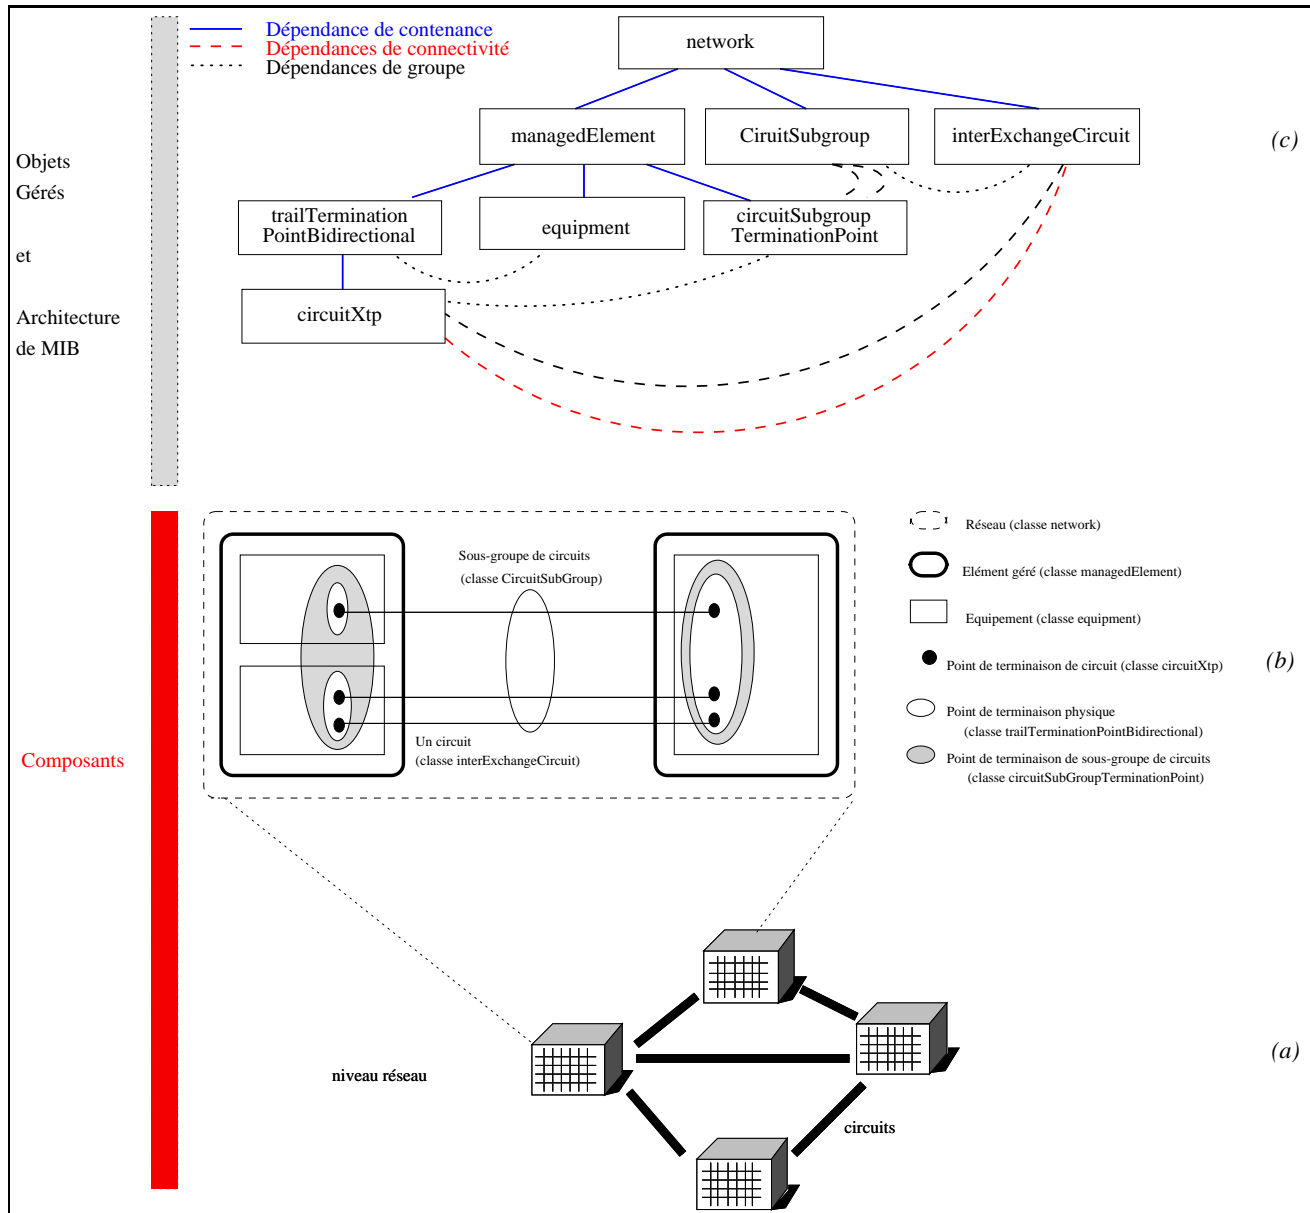 Dépendance de contenance
Dépendances de connectivité
Dépendances de groupe
network
managedElement
CiruitSubgroup
interExchangeCircuit
(c)
Objets
Gérés
et
Architecture
de MIB
trailTermination
PointBidirectional
equipment
circuitSubgroup
TerminationPoint
circuitXtp
Sous-groupe de circuits
(classe CircuitSubGroup)
Un circuit
(classe interExchangeCircuit)
Réseau (classe network)
Elément géré (classe managedElement)
Equipement (classe equipment)
Point de terminaison de circuit (classe circuitXtp)
(b)
Point de terminaison physique
(classe trailTerminationPointBidirectional)
Point de terminaison de sous-groupe de circuits
(classe circuitSubGroupTerminationPoint)
Composants
niveau réseau
circuits
(a)